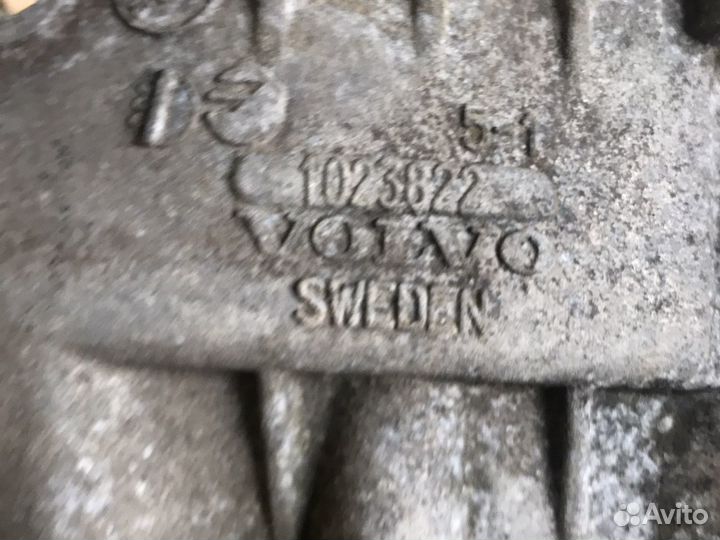 5-1
1023822
VOLVO
SWEDEN
Avito